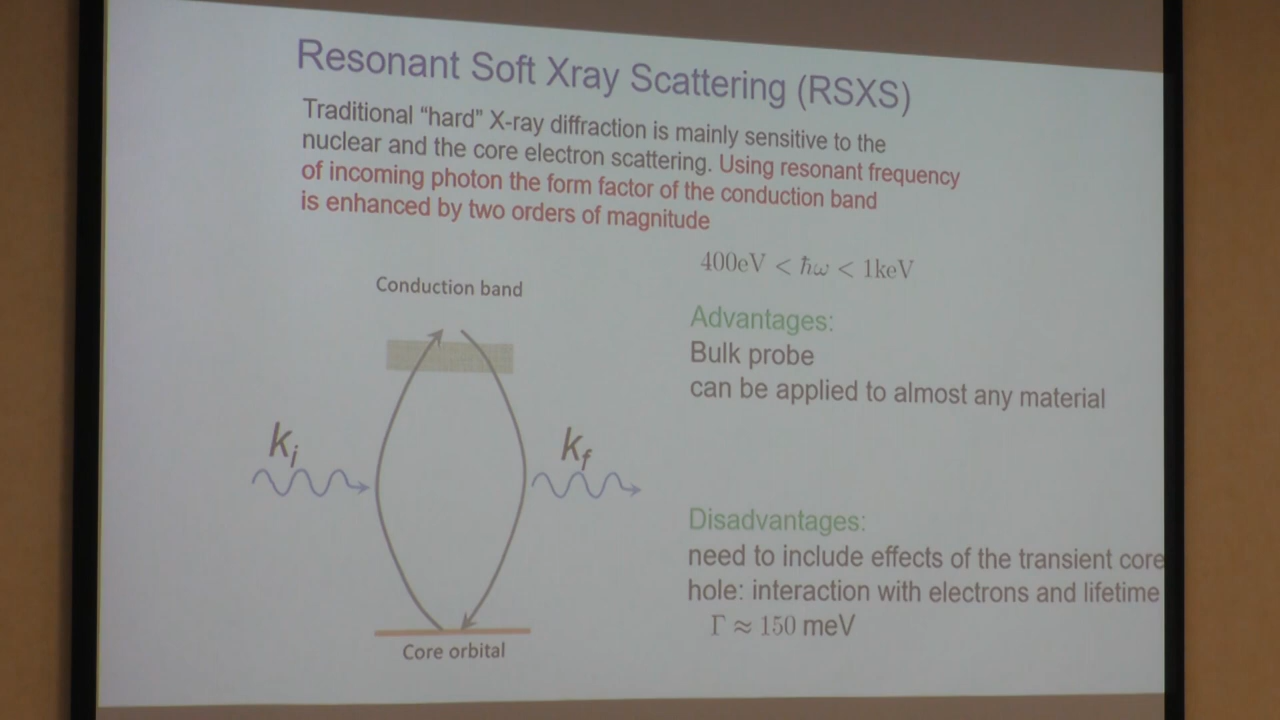 Resonant Soft Xray Scattering (RSXS)
Traditional “hard" X-ray diffraction is mainly sensitive to the
nuclear and the core electron scattering. Using resonant frequency
of incoming photon the form factor of the conduction band
is enhanced by two orders of magnitude
400eV < ħω < 1keV
Conduction band
Advantages:
Bulk probe
can be applied to almost any material
k_i
k_f
Disadvantages:
need to include effects of the transient core
hole: interaction with electrons and lifetime
Γ ≈ 150 meV
Core orbital